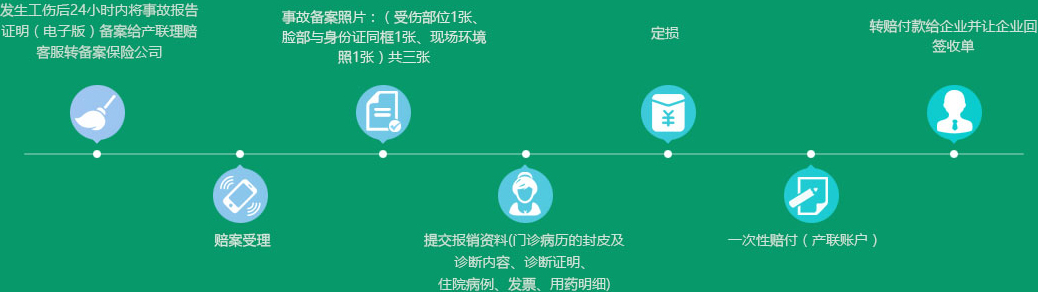 发生工伤后24小时内将事故报告
证明（电子版）备案给产联理赔
客服转备案保险公司
赔案受理
事故备案照片：（受伤部位1张、
脸部与身份证同框1张、现场环境
照1张）共三张
提交报销资料(门诊病历的封皮及
诊断内容、诊断证明、
住院病例、发票、用药明细)
定损
¥
一次性赔付（产联账户）
转赔付款给企业并让企业回
签收单